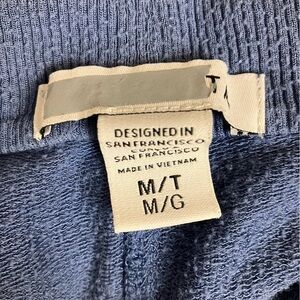 DESIGNED IN
SAN FRANCISCO
SAN FRANCISCO
MADE IN VIETNAM
M/T
M/G